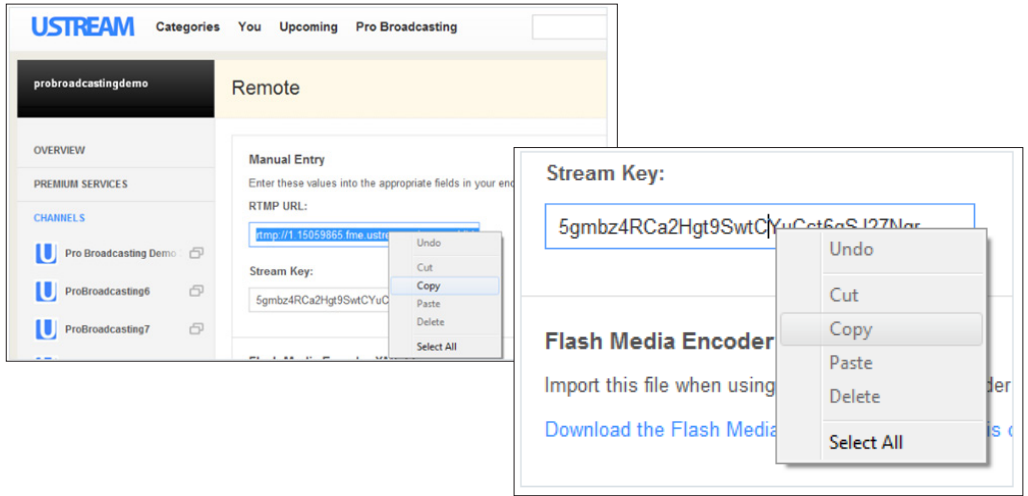 USTREAM Categories You Upcoming Pro Broadcasting
probroadcastingdemo
Remote
OVERVIEW
PREMIUM SERVICES
CHANNELS
Pro Broadcasting Demo
ProBroadcasting6
ProBroadcasting7
Manual Entry
Enter these values into the appropriate fields in your
RTMP URL:
rtmp://1.15059865.fme.ustre
Stream Key:
5gmbz4RCa2Hgt9SwtCYuC
Undo
Cut
Copy
Paste
Delete
Select All
Stream Key:
5gmbz4RCa2Hgt9SwtCYuCst6gSJ27Ngr
Flash Media Encoder
Import this file when using
Download the Flash Media
Undo
Cut
Copy
Paste
Delete
Select All